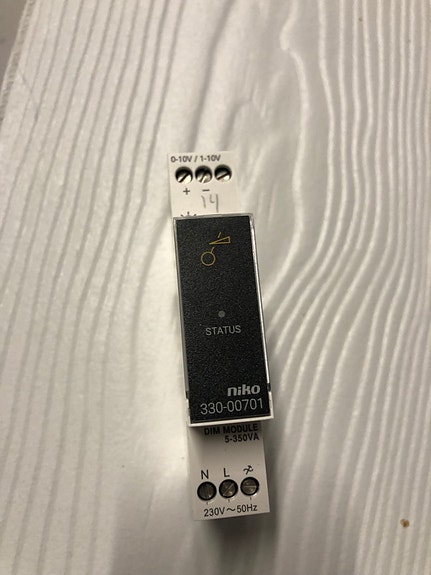 0-10V / 1-10V
+ −
14
STATUS
niko
330-00701
DIM MODULE
5-350VA
N L
230V ~ 50Hz